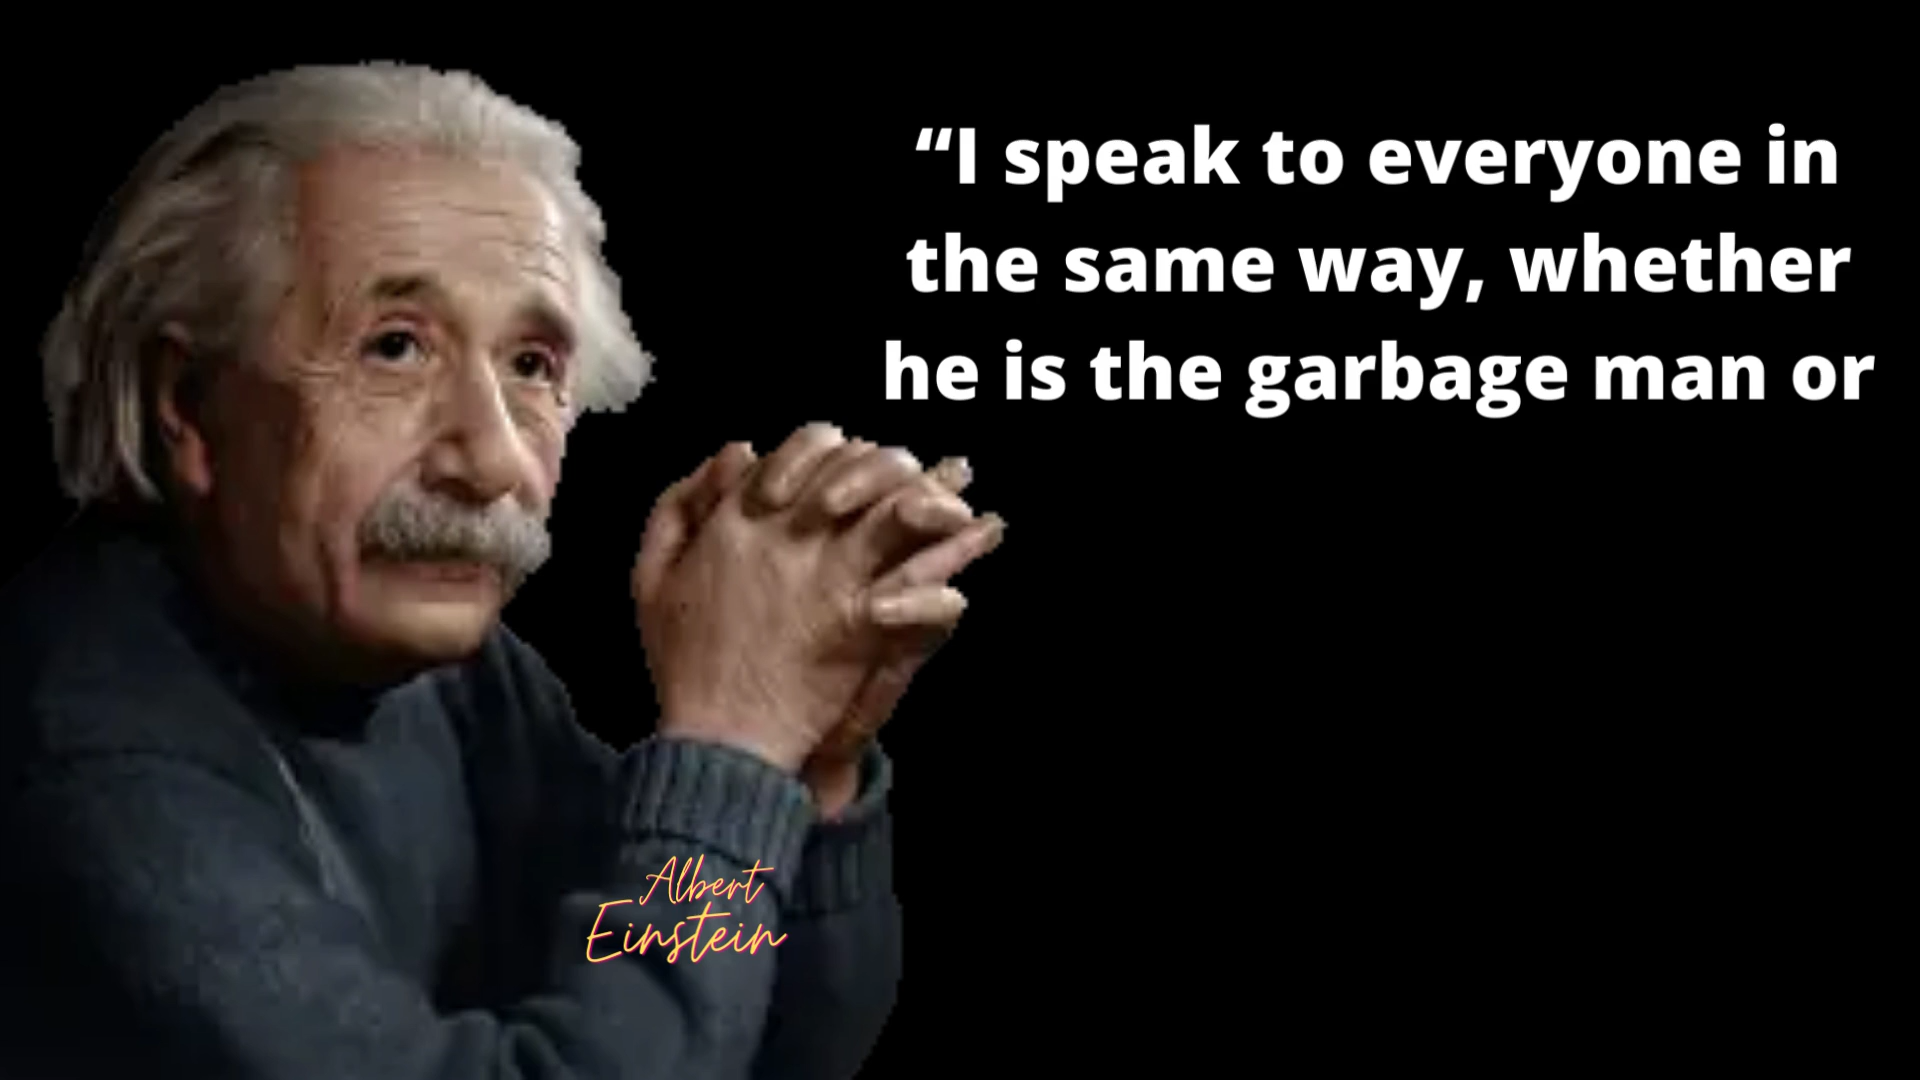 “I speak to everyone in
the same way, whether
he is the garbage man or
Albert
Einstein